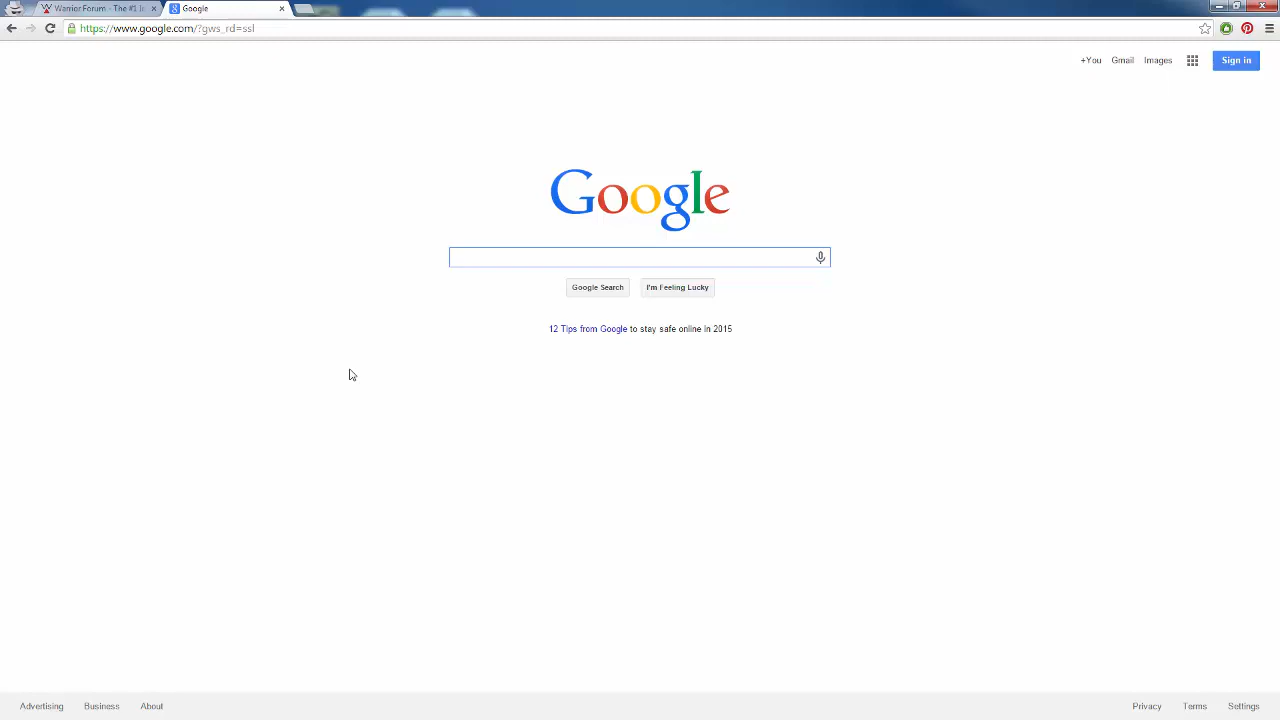 Warrior Forum - The #1 I
Google
https://www.google.com/?gws_rd=ssl
+You Gmail Images Sign in
Google
Google Search I'm Feeling Lucky
12 Tips from Google to stay safe online in 2015
Advertising Business About Privacy Terms Settings